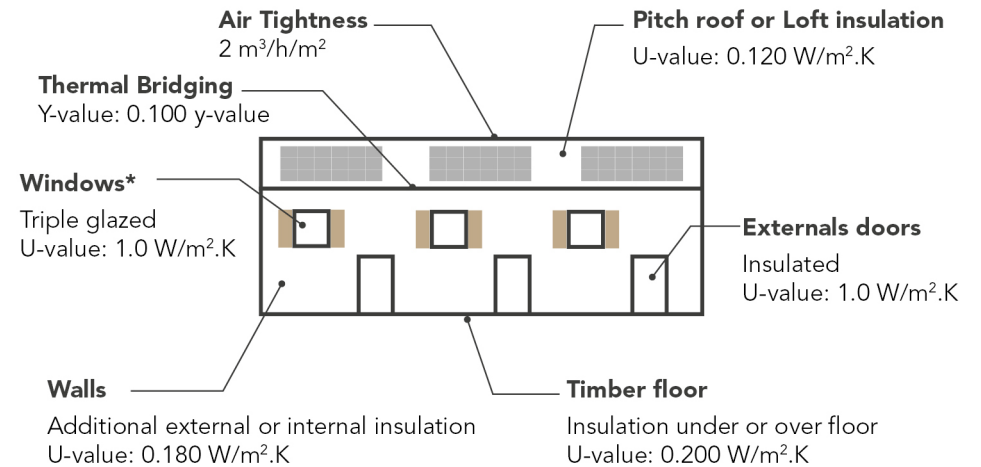 Air Tightness
2 m³/h/m²
Pitch roof or Loft insulation
U-value: 0.120 W/m².K
Thermal Bridging
Y-value: 0.100 y-value
Windows*
Triple glazed
U-value: 1.0 W/m².K
Externals doors
Insulated
U-value: 1.0 W/m².K
Walls
Additional external or internal insulation
U-value: 0.180 W/m².K
Timber floor
Insulation under or over floor
U-value: 0.200 W/m².K